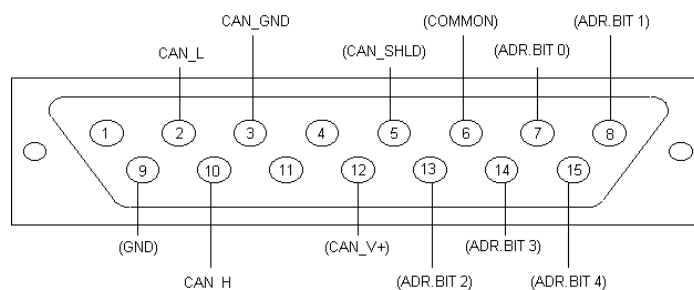 CAN_GND
(COMMON)
(ADR.BIT 1)
CAN_L
(CAN_SHLD)
(ADR.BIT 0)
1 2 3 4 5 6 7 8
9 10 11 12 13 14 15
(GND)
(CAN_V+)
(ADR.BIT 3)
CAN_H
(ADR.BIT 2)
(ADR.BIT 4)